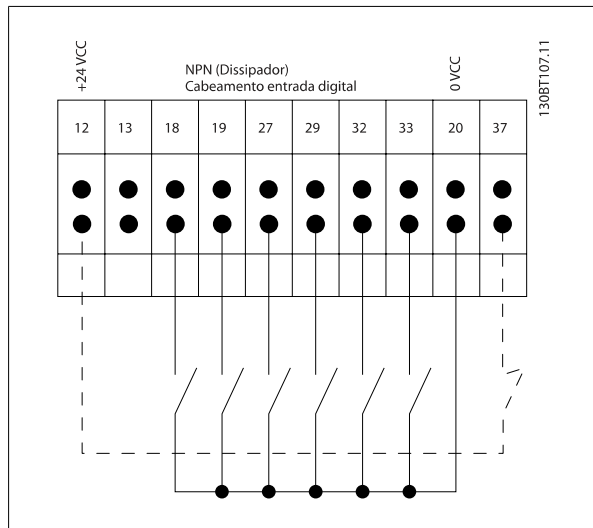 +24 VCC
NPN (Dissipador)
Cabeamento entrada digital
0 VCC
130BT107.11
12 13 18 19 27 29 32 33 20 37